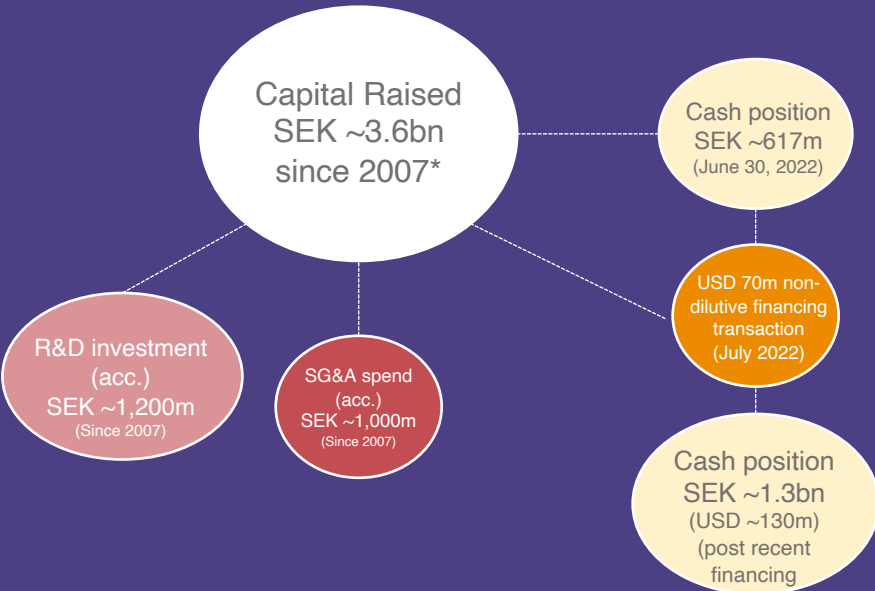 Capital Raised
SEK ~3.6bn
since 2007*
Cash position
SEK ~617m
(June 30, 2022)
USD 70m non-
dilutive financing
transaction
(July 2022)
R&D investment
(acc.)
SEK ~1,200m
(Since 2007)
SG&A spend
(acc.)
SEK ~1,000m
(Since 2007)
Cash position
SEK ~1.3bn
(USD ~130m)
(post recent
financing